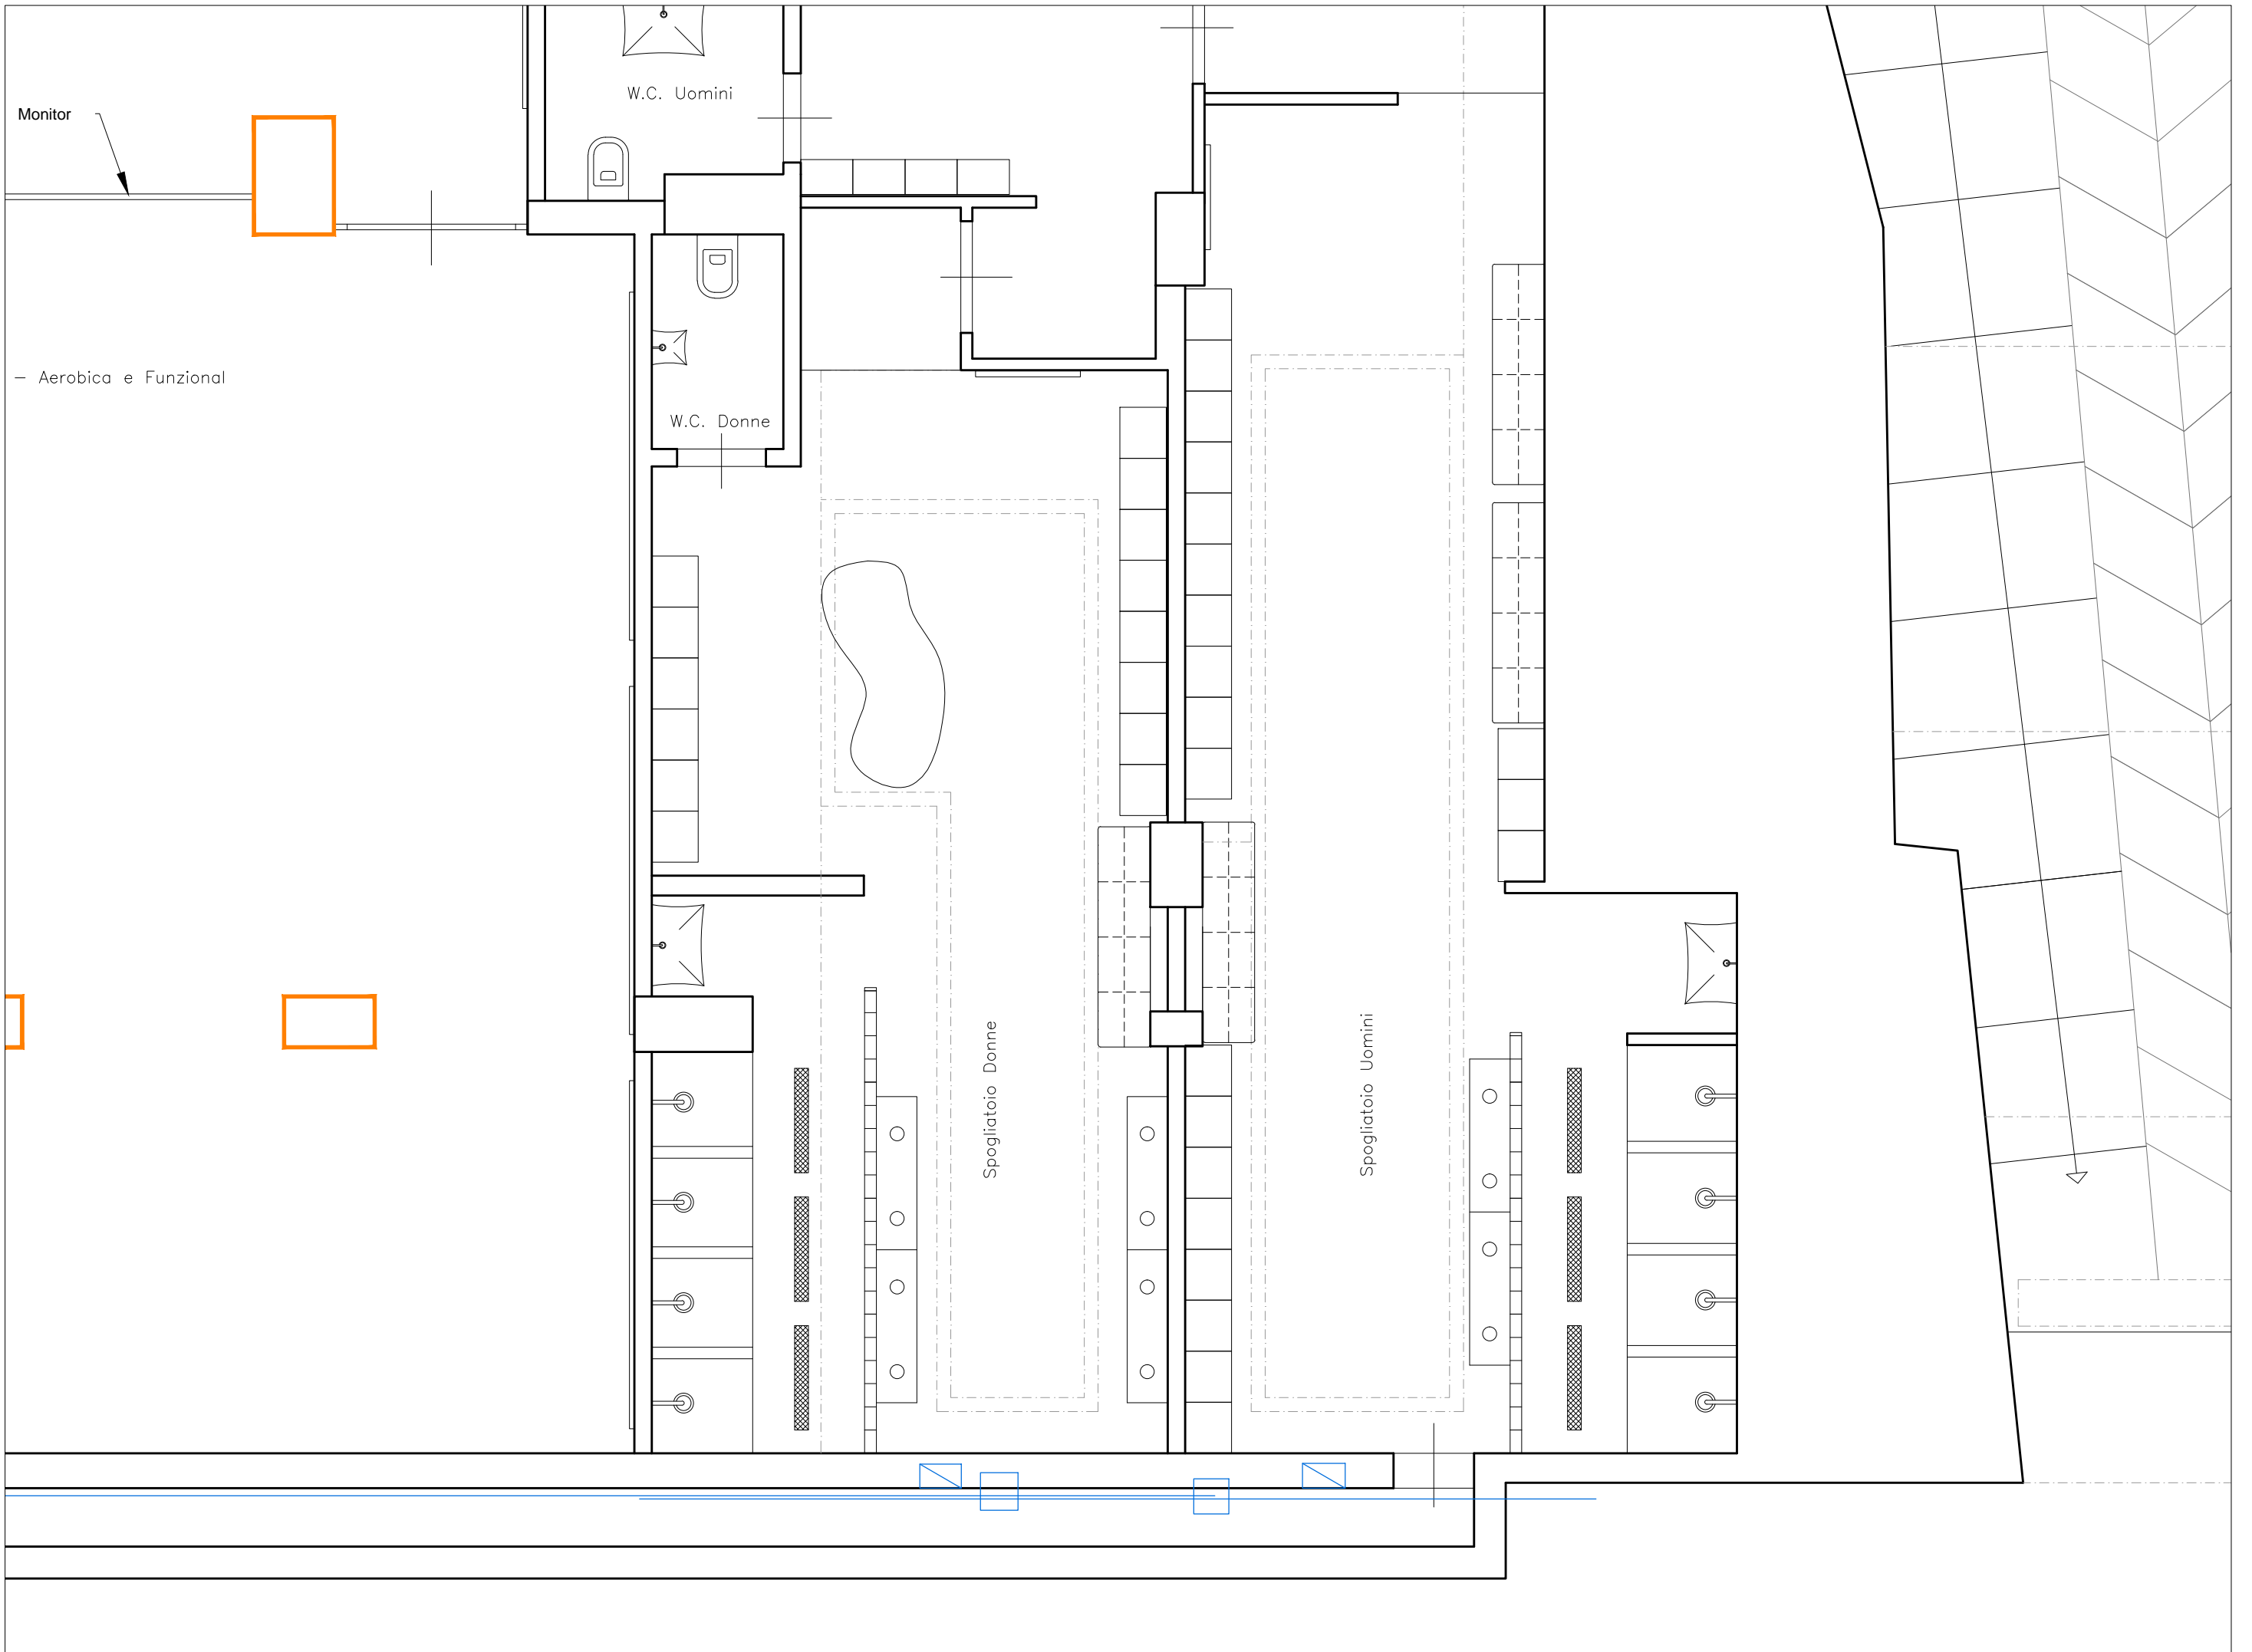 W.C. Uomini
Monitor
– Aerobica e Funzional
W.C. Donne
Spogliatoio Donne
Spogliatoio Uomini